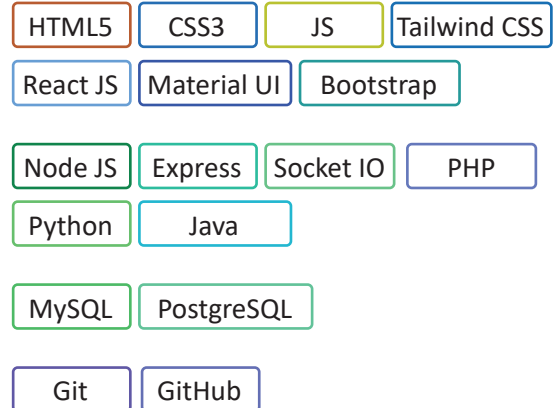 HTML5 CSS3 JS Tailwind CSS
React JS Material UI Bootstrap
Node JS Express Socket IO PHP
Python Java
MySQL PostgreSQL
Git GitHub